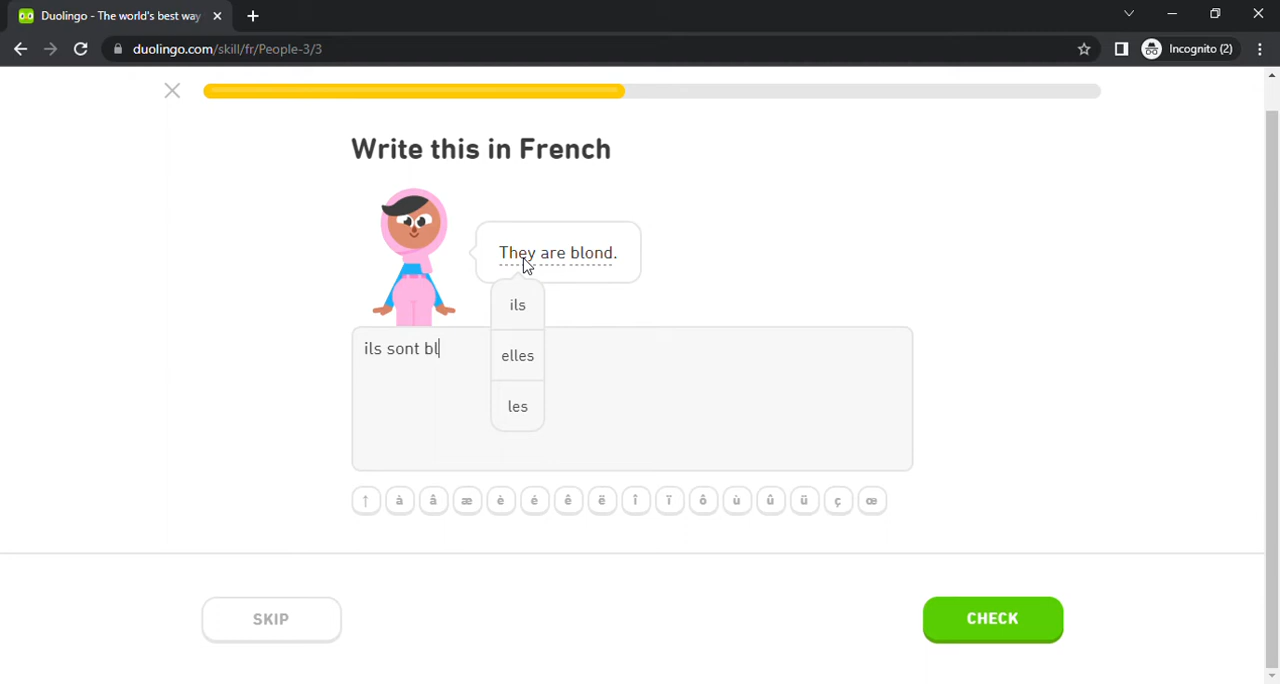 Duolingo - The world's best way
duolingo.com/skill/fr/People-3/3
Incognito (2)
Write this in French
They are blond.
ils
elles
les
ils sont bl
↑ à â æ è é ê ë î ï ô ù û ü ç œ
SKIP
CHECK